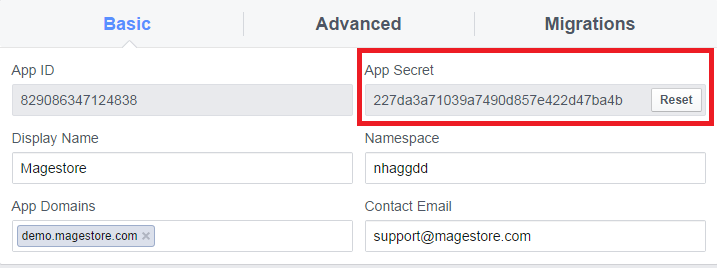 Basic Advanced Migrations
App ID App Secret
829086347124838 227da3a71039a7490d857e422d47ba4b Reset
Display Name Namespace
Magestore nhaggdd
App Domains Contact Email
demo.magestore.com × support@magestore.com